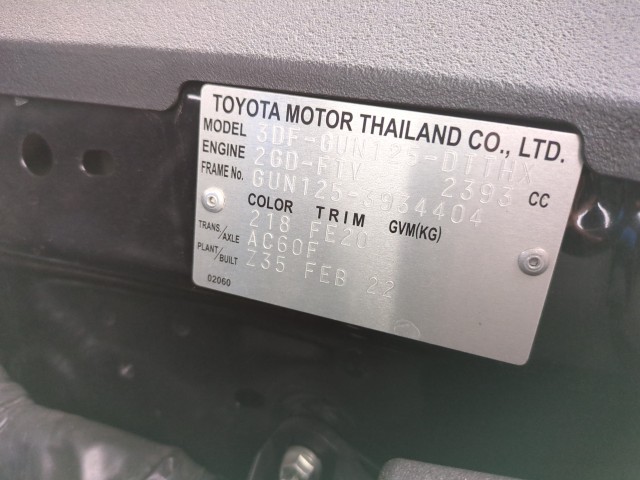 TOYOTA MOTOR THAILAND CO., LTD.
MODEL 3DF-GUN125-DTTHX
ENGINE 2GD-FTV 2393 CC
FRAME No. GUN125-3934404
COLOR TRIM GVM(KG)
218 FE20
TRANS/AXLE AC60F
PLANT/BUILT Z35 FEB 22
02060